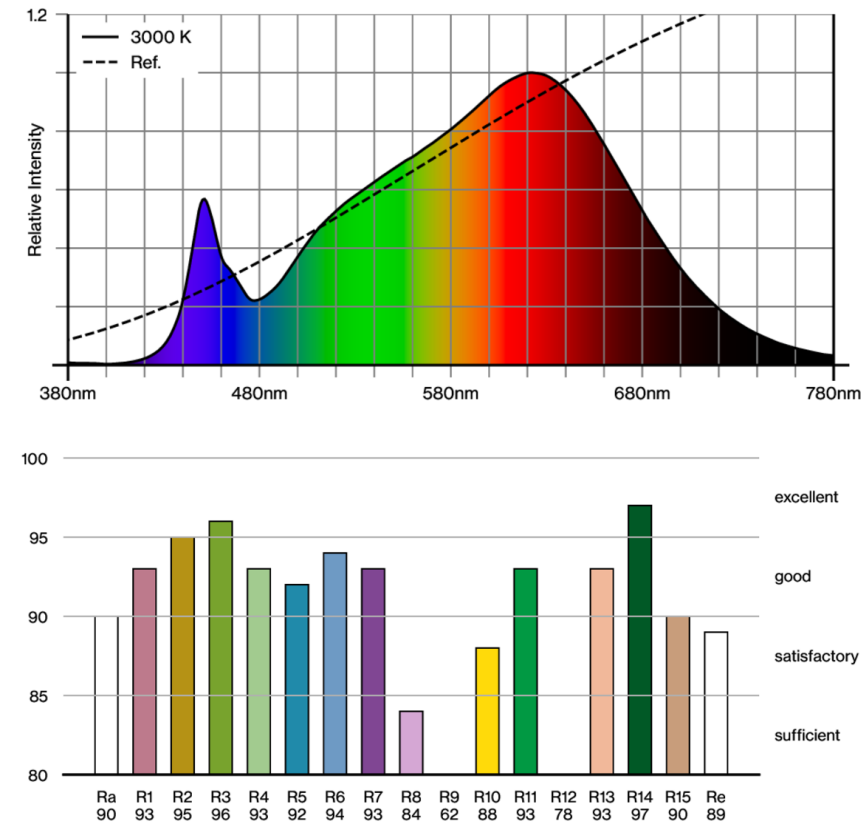 1.2
3000 K
Ref.
Relative Intensity
380nm 480nm 580nm 680nm 780nm
100
excellent
95
good
90
satisfactory
85
sufficient
80
Ra R1 R2 R3 R4 R5 R6 R7 R8 R9 R10 R11 R12 R13 R14 R15 Re
90 93 95 96 93 92 94 93 84 62 88 93 78 93 97 90 89